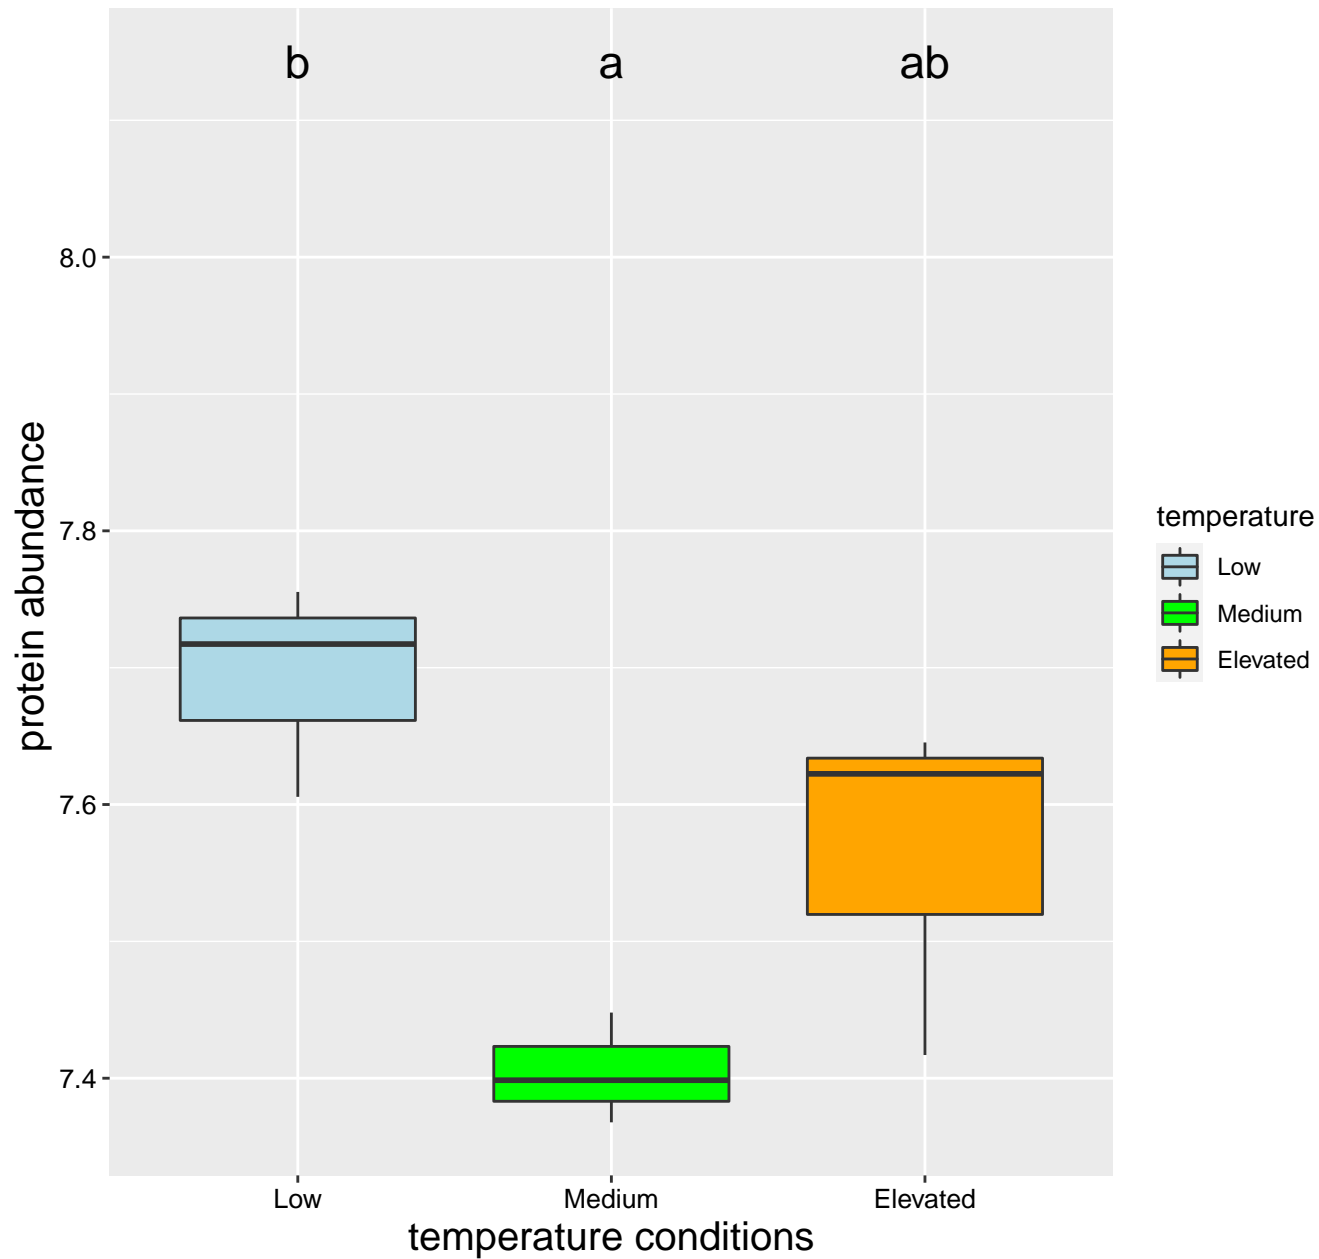 b a ab
8.0
7.8
7.6
7.4
protein abundance
Low Medium Elevated
temperature conditions
temperature
Low
Medium
Elevated